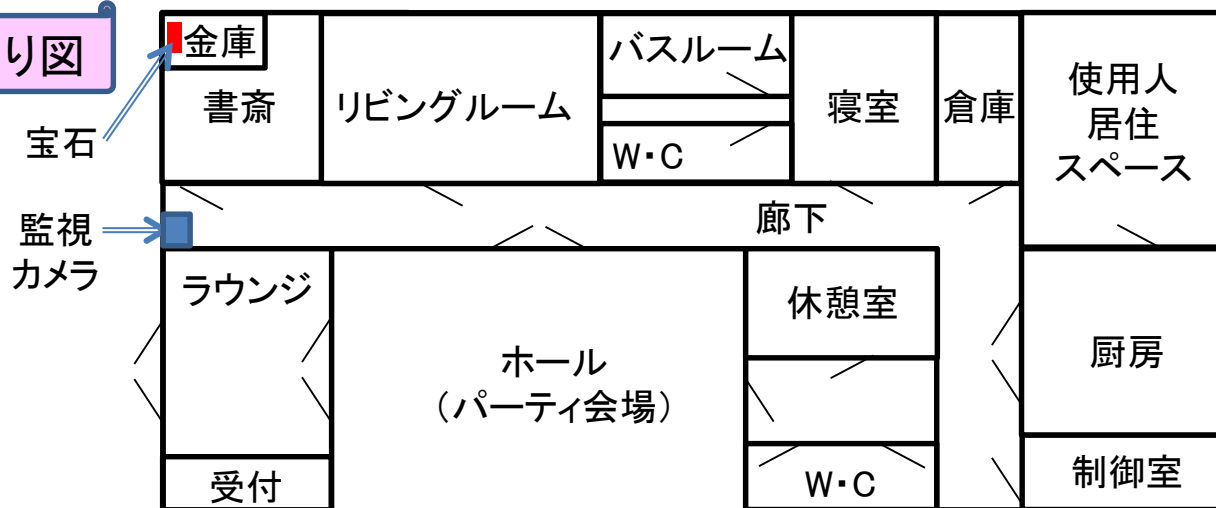 り図
金庫
書斎
宝石
リビングルーム
バスルーム
W・C
寝室
倉庫
使用人
居住
スペース
監視
カメラ
廊下
ラウンジ
受付
ホール
(パーティ会場)
休憩室
W・C
厨房
制御室